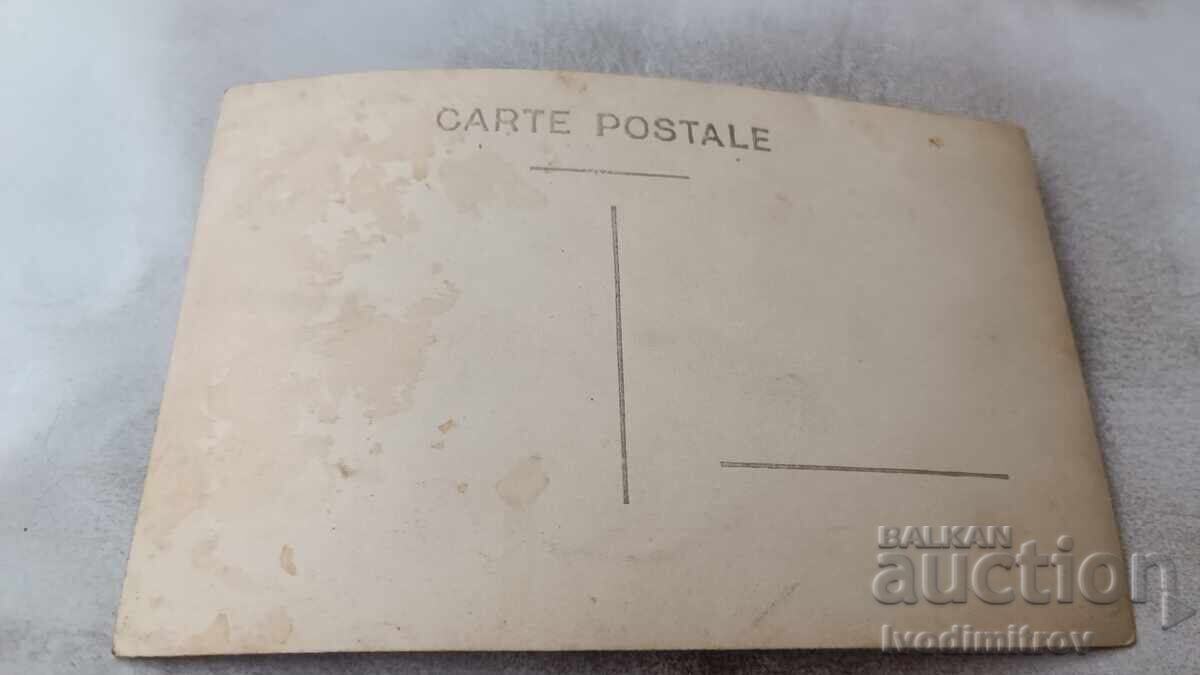 CARTE POSTALE
BALKAN
auction
Ivodimitrov